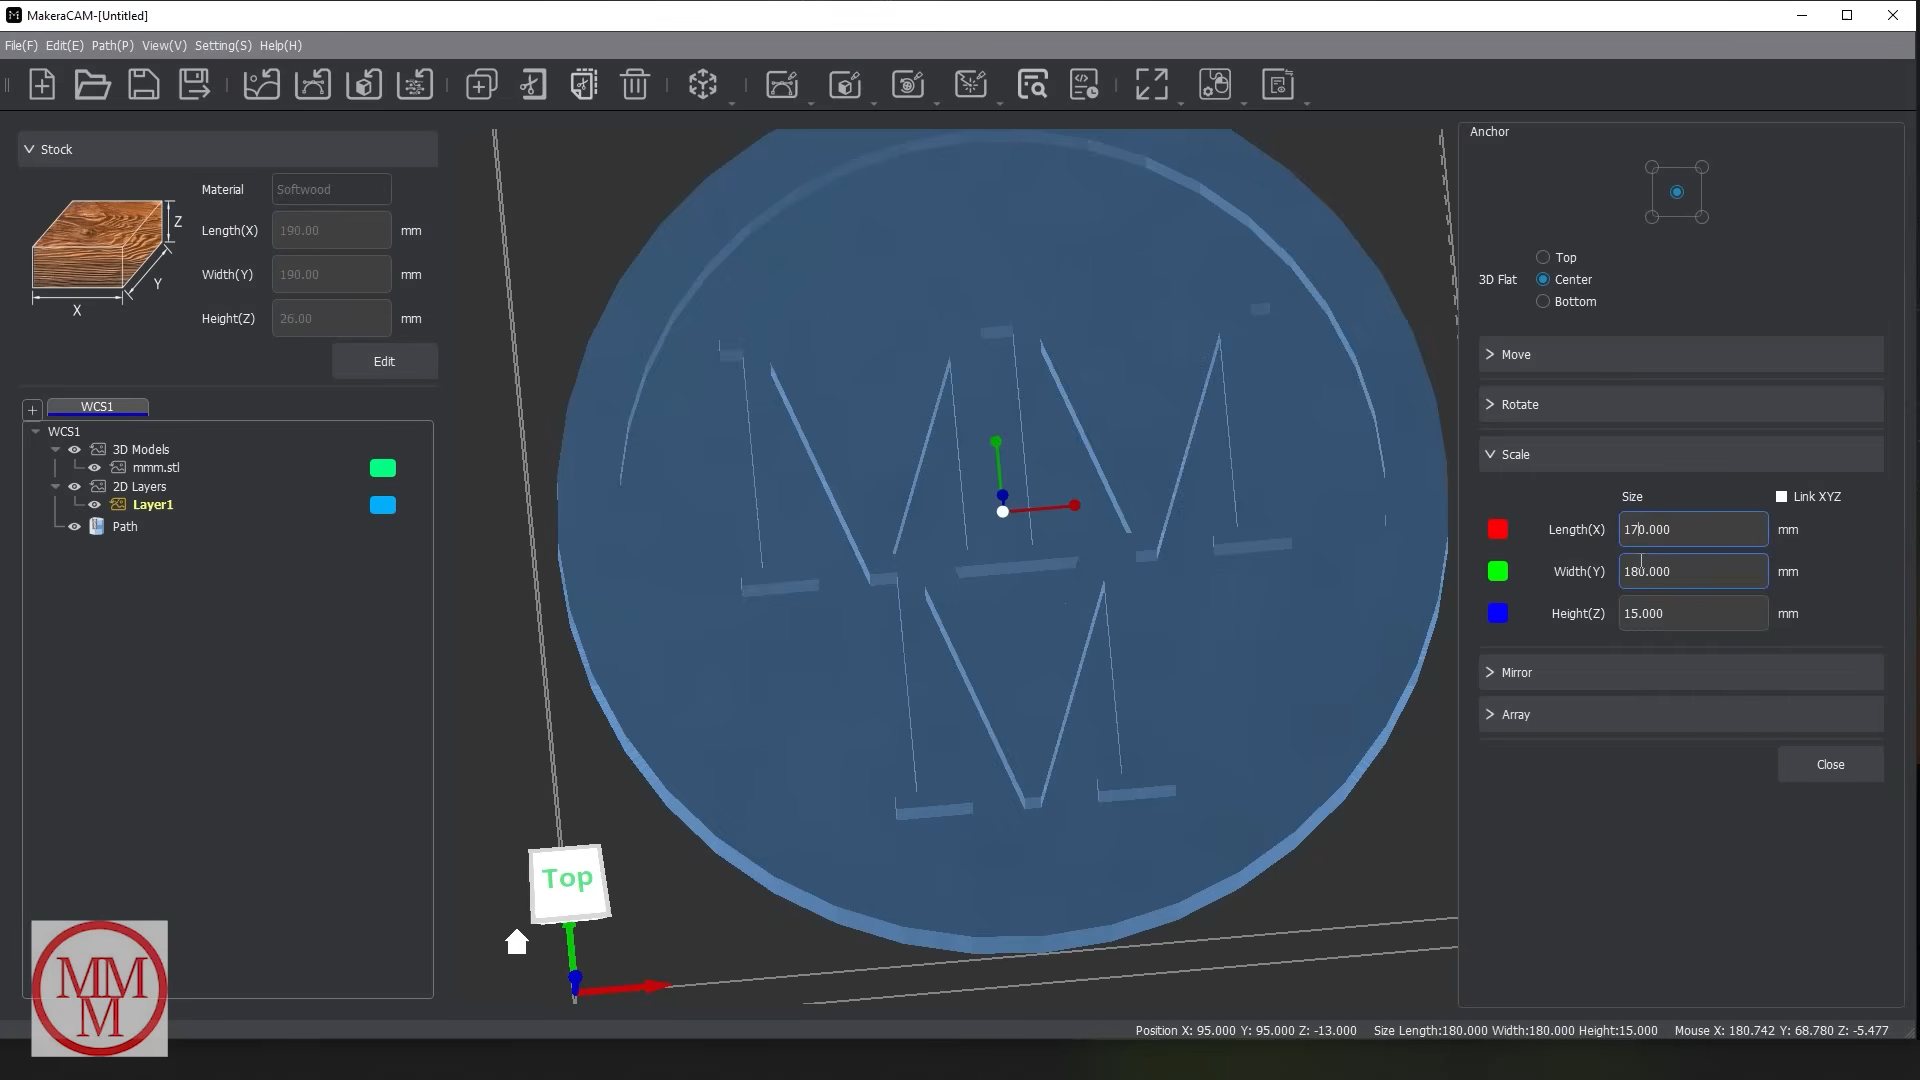 MakeraCAM-[Untitled]
File(F) Edit(E) Path(P) View(V) Setting(S) Help(H)
Stock
Material Softwood
Length(X) 190.00 mm
Width(Y) 190.00 mm
Height(Z) 26.00 mm
Z
Y
X
Edit
WCS1
WCS1
3D Models
mmm.stl
2D Layers
Layer1
Path
Top
MM
M
Anchor
3D Flat
Top
Center
Bottom
Move
Rotate
Scale
Size Link XYZ
Length(X) 170.000 mm
Width(Y) 180.000 mm
Height(Z) 15.000 mm
Mirror
Array
Close
Position X: 95.000 Y: 95.000 Z: -13.000 Size Length:180.000 Width:180.000 Height:15.000 Mouse X: 180.742 Y: 68.780 Z: -5.477